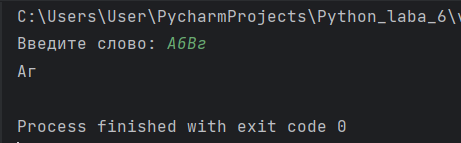 C:\Users\User\PycharmProjects\Python_laba_6\v
Введите слово: АбВг
Аг
Process finished with exit code 0